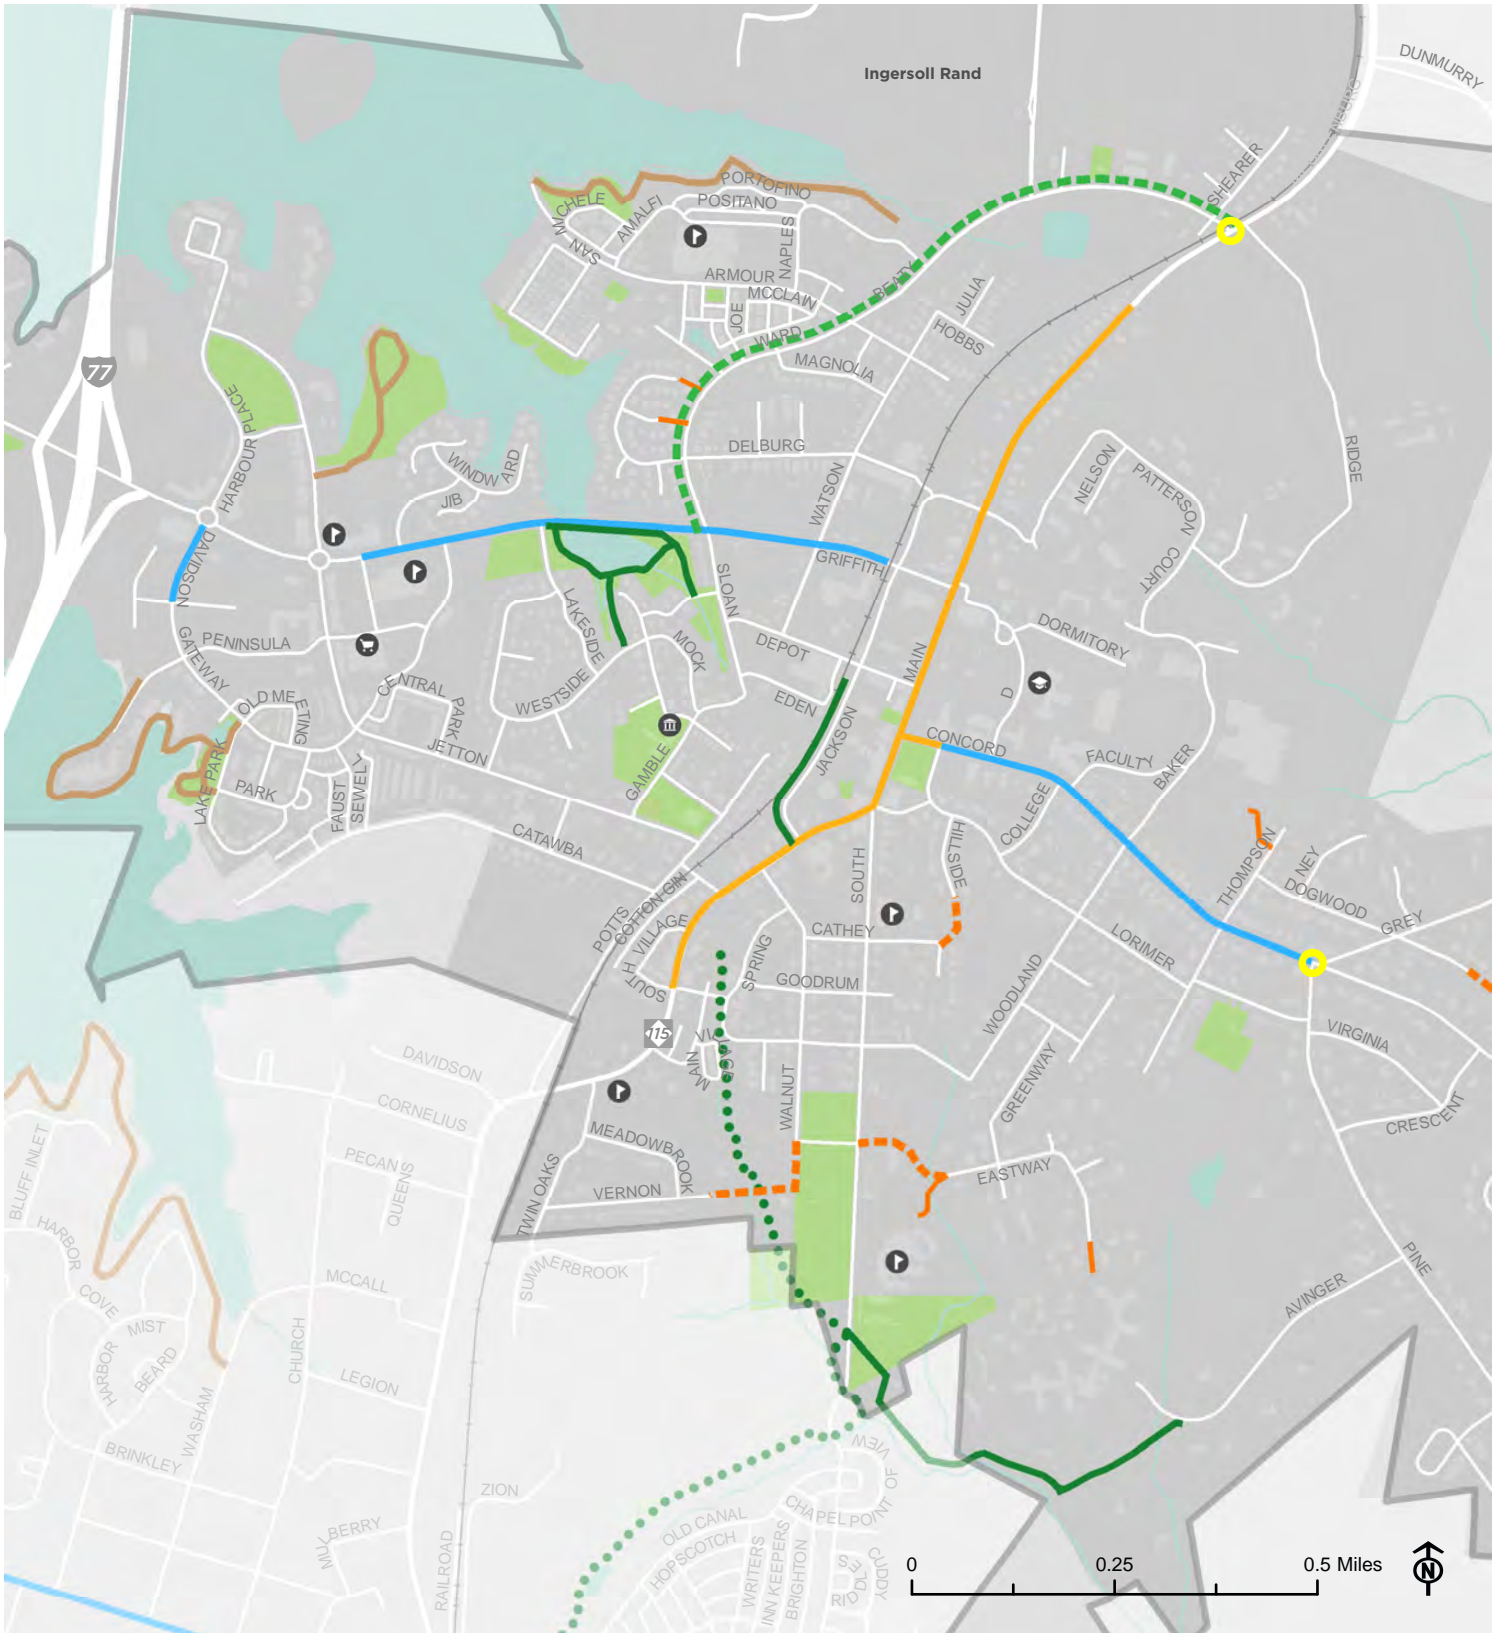 DUNMURRY
Ingersoll Rand
SHEARER
PORTOFINO
POSITANO
SAN MICHELE
AMALFI
NAPLES
ARMOUR
MCCLAIN
JOE
BEATY
JULIA
HOBBS
WARD
MAGNOLIA
77
HARBOUR PLACE
DELBURG
WINDWARD
JIB
WATSON
NELSON
PATTERSON
COURT
RIDGE
DAVIDSON
GATEWAY
GRIFFITH
SLOAN
LAKESIDE
MOCK
DEPOT
DORMITORY
PENINSULA
MAIN
D
OLD MEETING
CENTRAL PARK
WESTSIDE
EDEN
JACKSON
CONCORD
FACULTY
BAKER
JETTON
GAMBLE
LAKE PARK
PARK
FAUST
SEWELL
CATAWBA
COLLEGE
HILLSIDE
SOUTH
THOMPSON
NEY
DOGWOOD
GREY
POTTS
COTTON GIN
SOUTH VILLAGE
SPRING
CATHEY
LORIMER
GOODRUM
WOODLAND
115
VILLAGE
MANN
WALNUT
VIRGINIA
GREENWAY
CRESCENT
DAVIDSON
CORNELIUS
PECAN
QUEENS
MEADOWBROOK
TWIN OAKS
VERNON
EASTWAY
BLUFF INLET
HARBOR COVE
SUMMERBROOK
MCCALL
PINE
AVINGER
MIST
HARBOR
BEARD
CHURCH
LEGION
WASHAM
BRINKLEY
VIEW
ZION
CHAPEL POINT OF
OLD CANAL
HOPSCOTCH
MULBERRY
RAILROAD
WRITERS
INN KEEPERS
BRIGHTON
CUDDY
0 0.25 0.5 Miles
N